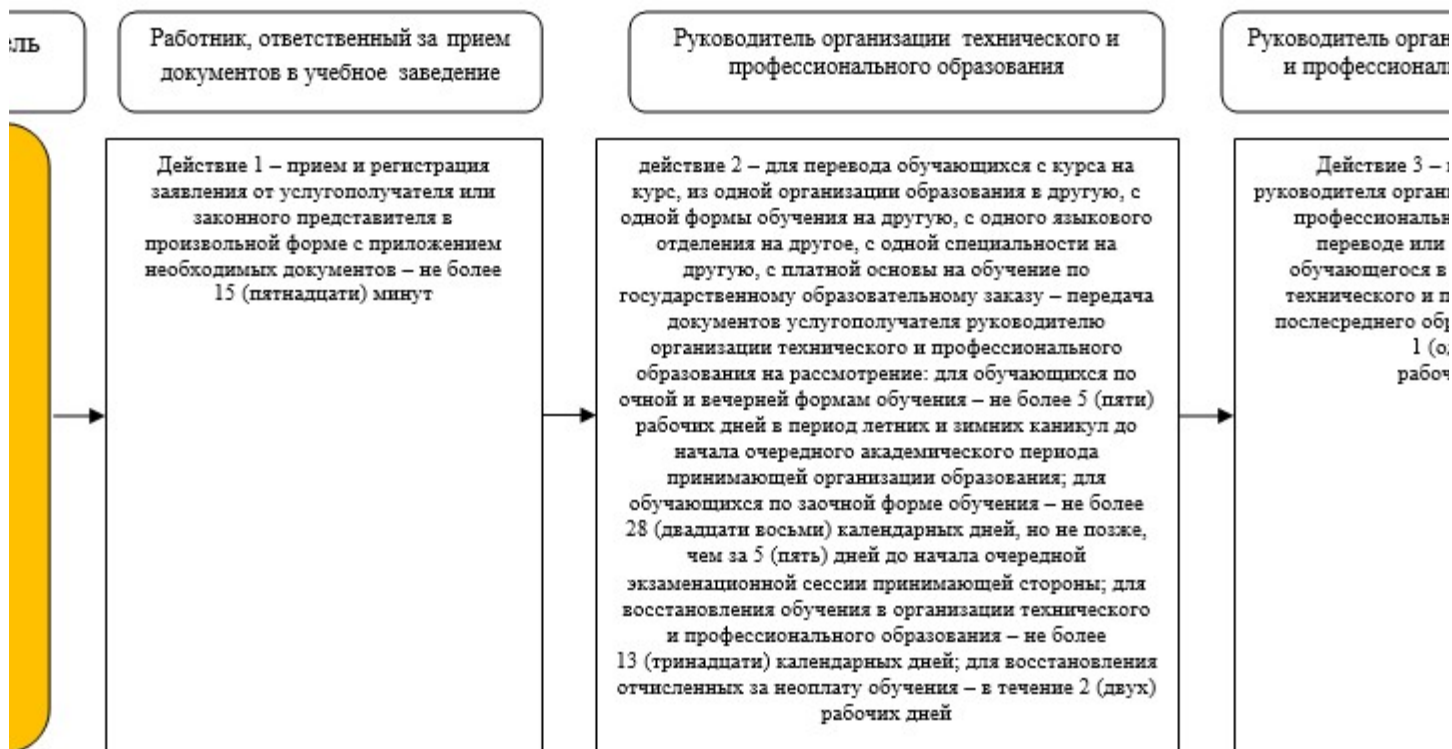 ль
Работник, ответственный за прием
документов в учебное заведение
Руководитель организации технического и
профессионального образования
Руководитель
и
Действие 1 – прием и регистрация
заявления от услугополучателя или
законного представителя в
произвольной форме с приложением
необходимых документов – не более
15 (пятнадцати) минут
действие 2 – для перевода обучающихся с курса на
курс, из одной организации образования в другую, с
одной формы обучения на другую, с одного языкового
отделения на другое, с одной специальности на
другую, с платной основы на обучение по
государственному образовательному заказу – передача
документов услугополучателя руководителю
организации технического и профессионального
образования на рассмотрение: для обучающихся по
очной и вечерней формам обучения – не более 5 (пяти)
рабочих дней в период летних и зимних каникул до
начала очередного академического периода
принимающей организации образования; для
обучающихся по заочной форме обучения – не более
28 (двадцати восьми) календарных дней, но не позже,
чем за 5 (пять) дней до начала очередной
экзаменационной сессии принимающей стороны; для
восстановления обучения в организации технического
и профессионального образования – не более
13 (тринадцати) календарных дней; для восстановления
отчисленных за неоплату обучения – в течение 2 (двух)
рабочих дней
Действие 3 –
руководителя
переводе или
обучающегося в
технического и
послесреднего
1